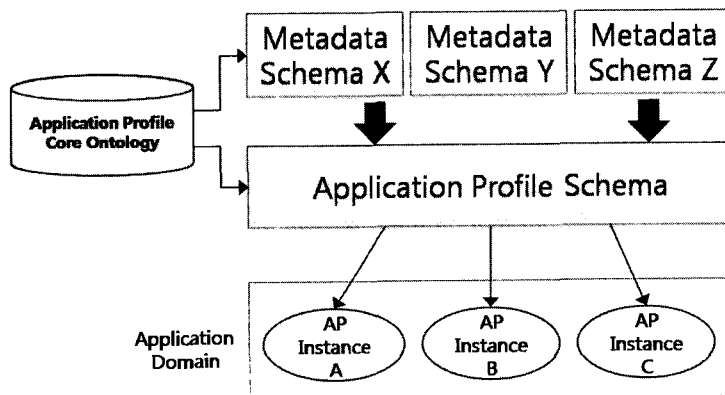 Metadata
Schema X
Metadata
Schema Y
Metadata
Schema Z
Application Profile
Core Ontology
Application Profile Schema
Application
Domain
AP
Instance
A
AP
Instance
B
AP
Instance
C